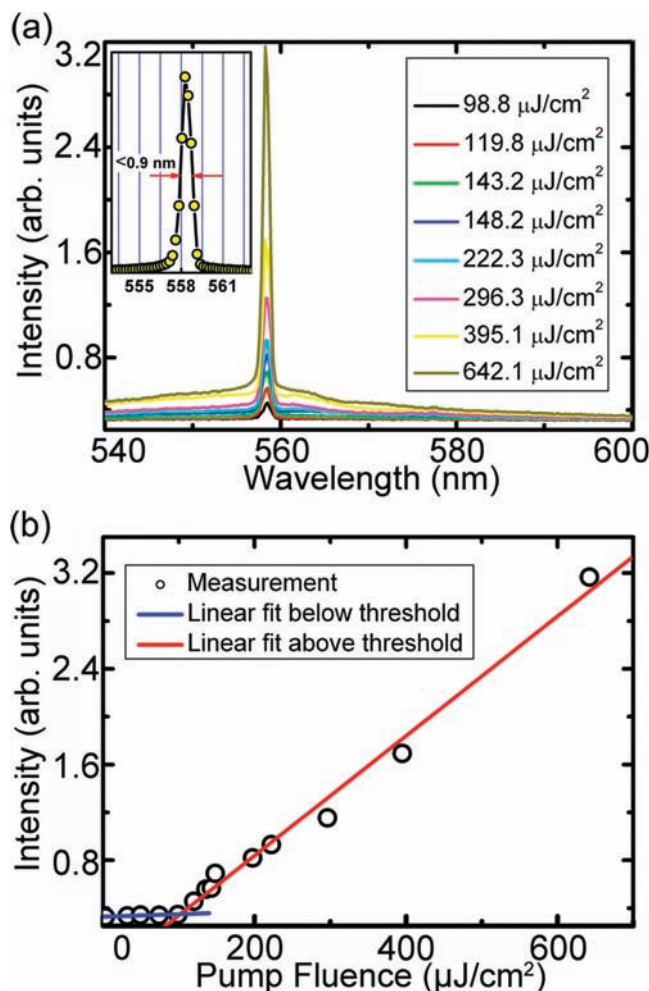 (a)
Intensity (arb. units)
3.2
2.4
1.6
0.8
<0.9 nm
555 558 561
98.8 μJ/cm²
119.8 μJ/cm²
143.2 μJ/cm²
148.2 μJ/cm²
222.3 μJ/cm²
296.3 μJ/cm²
395.1 μJ/cm²
642.1 μJ/cm²
540 560 580 600
Wavelength (nm)
(b)
Intensity (arb. units)
3.2
2.4
1.6
0.8
Measurement
Linear fit below threshold
Linear fit above threshold
0 200 400 600
Pump Fluence (μJ/cm²)